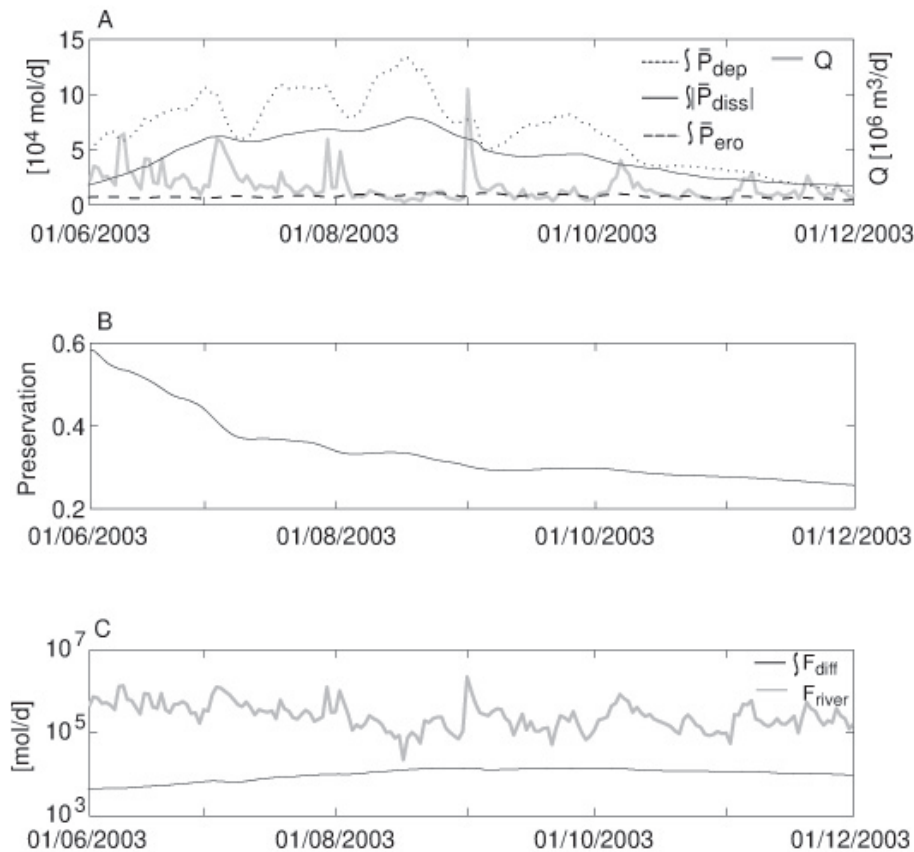 A
15
10
5
0
[10⁴ mol/d]
Q [10⁶ m3/d]
∫ P̄dep
∫|P̄diss|
∫ P̄ero
Q
01/06/2003 01/08/2003 01/10/2003 01/12/2003
B
0.6
0.4
0.2
Preservation
01/06/2003 01/08/2003 01/10/2003 01/12/2003
C
10⁷
10⁵
10³
[mol/d]
∫ Fdiff
Friver
01/06/2003 01/08/2003 01/10/2003 01/12/2003